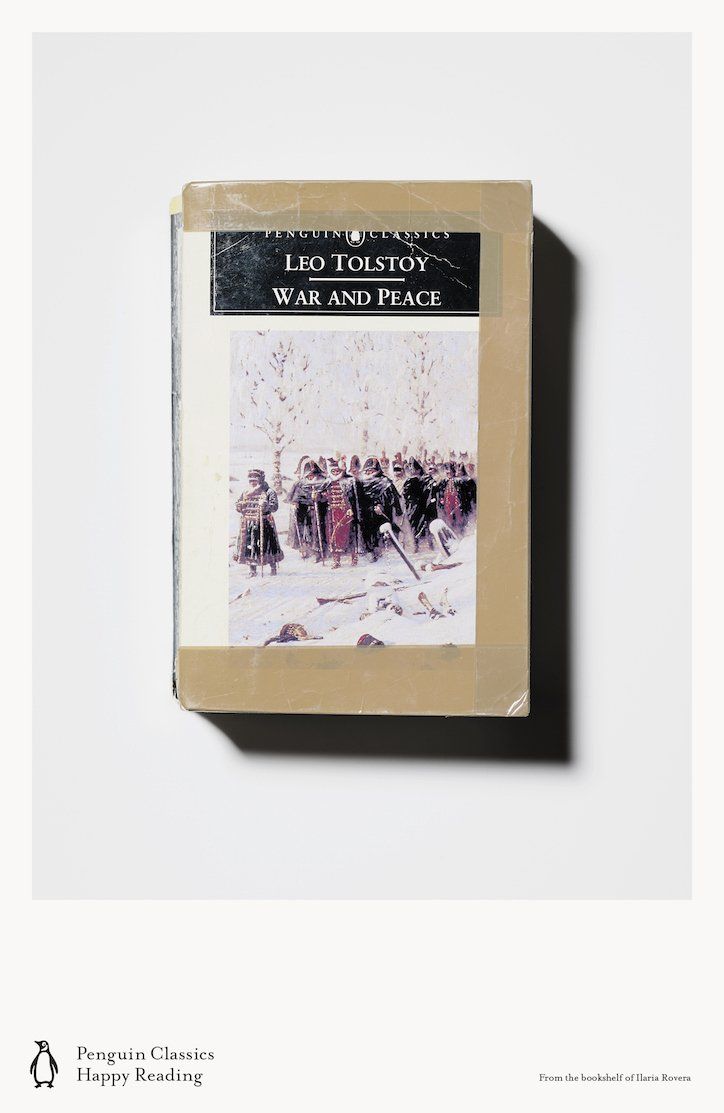 PENGUIN CLASSICS
LEO TOLSTOY
WAR AND PEACE
Penguin Classics
Happy Reading
From the bookshelf of Ilaria Rovera